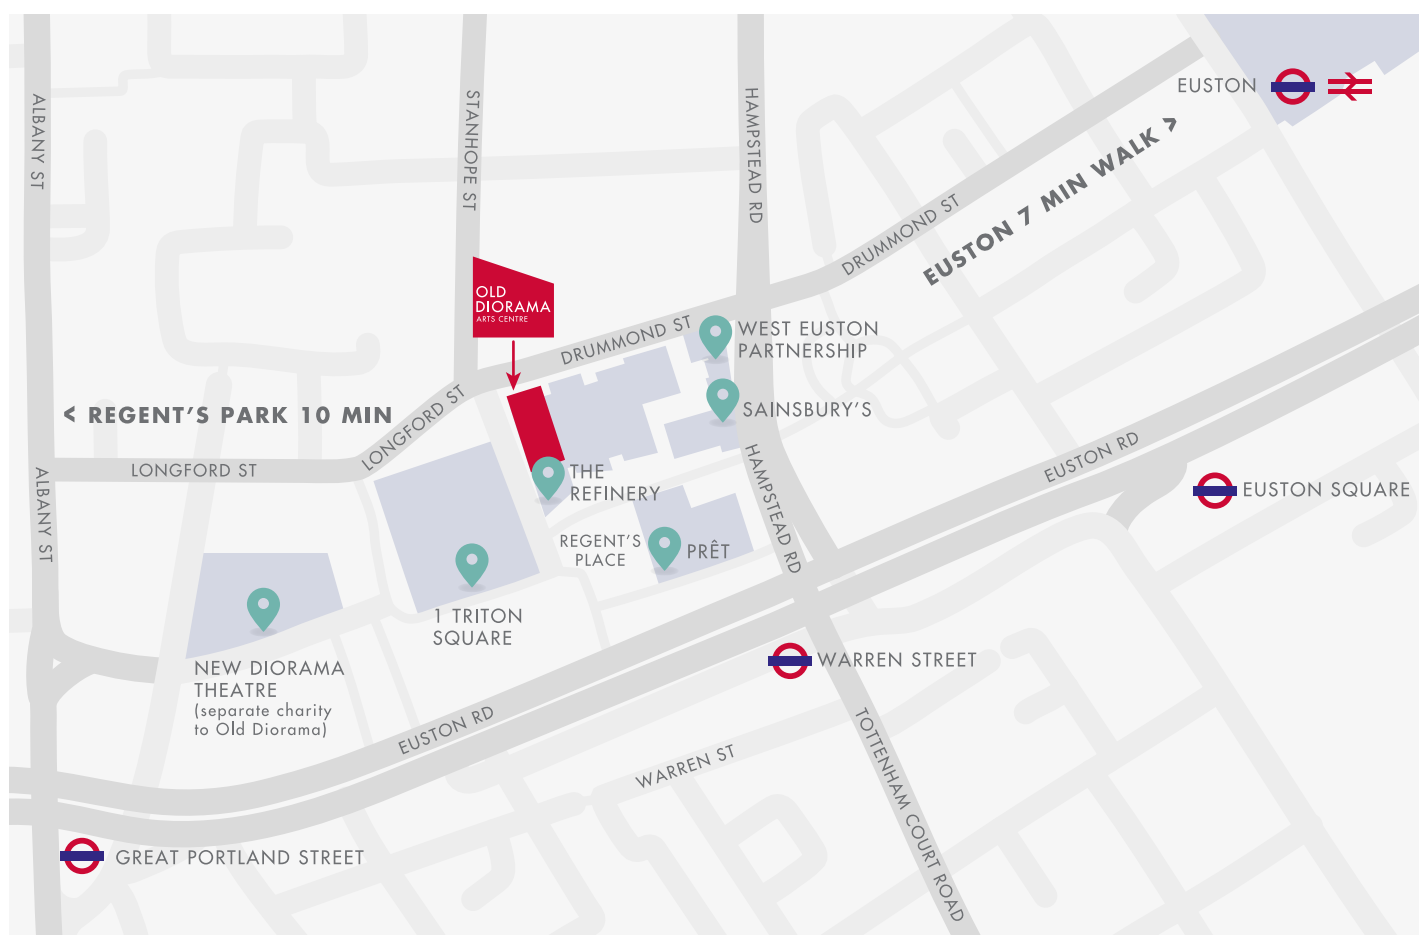 EUSTON
ALBANY ST
STANHOPE ST
HAMPSTEAD RD
EUSTON 7 MIN WALK >
DRUMMOND ST
OLD
DIORAMA
ARTS CENTRE
DRUMMOND ST
WEST EUSTON
PARTNERSHIP
SAINSBURY'S
< REGENT'S PARK 10 MIN
LONGFORD ST
LONGFORD ST
ALBANY ST
THE
REFINERY
HAMPSTEAD RD
EUSTON RD
EUSTON SQUARE
REGENT'S
PLACE
PRÊT
1 TRITON
SQUARE
NEW DIORAMA
THEATRE
(separate charity
to Old Diorama)
WARREN STREET
EUSTON RD
WARREN ST
TOTTENHAM COURT ROAD
GREAT PORTLAND STREET